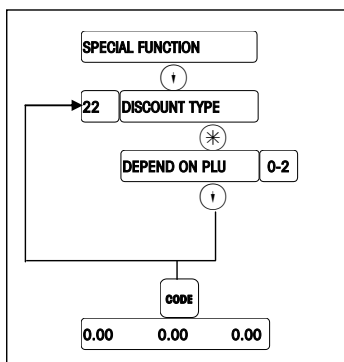 SPECIAL FUNCTION
22 DISCOUNT TYPE
DEPEND ON PLU 0-2
CODE
0.00 0.00 0.00